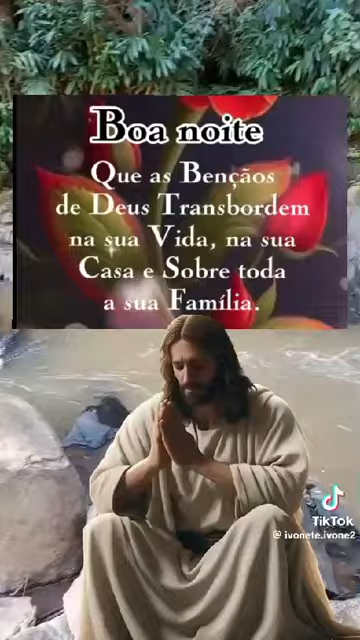 Boa noite
Que as Bençãos
de Deus Transbordem
na sua Vida, na sua
Casa e Sobre toda
a sua Família.
TikTok
@ ivonete.ivone2